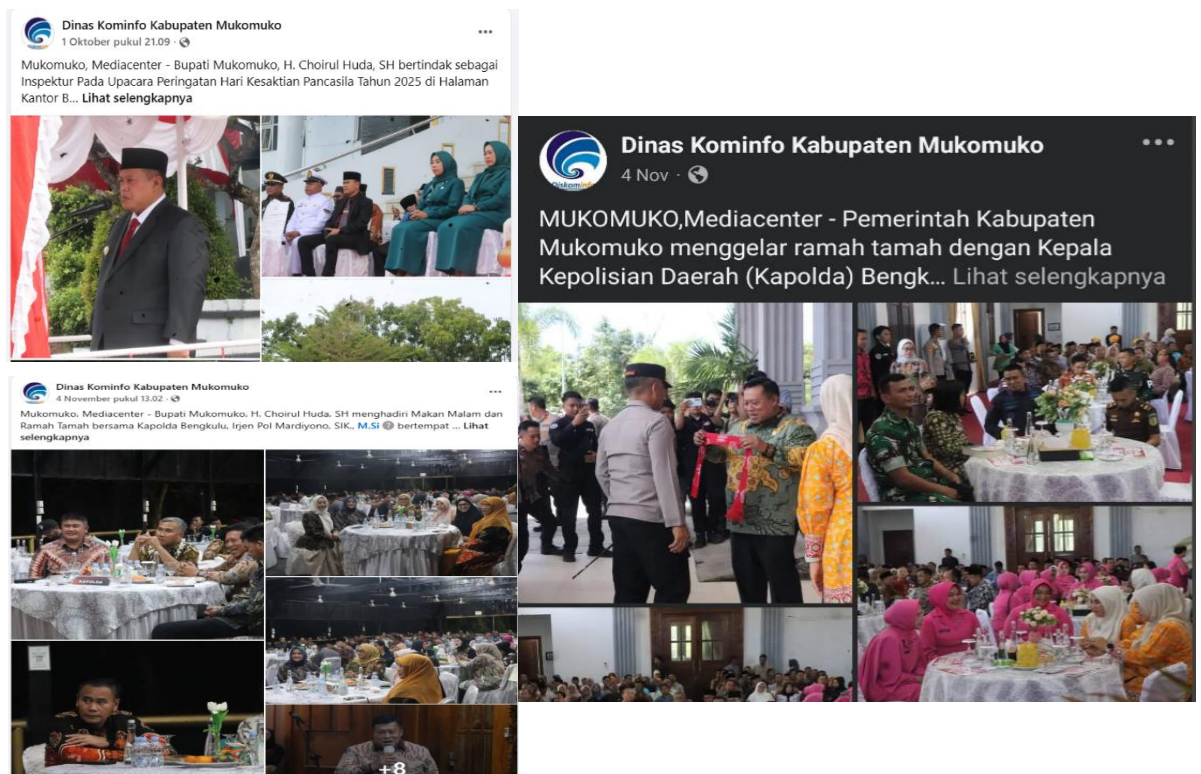 Dinas Kominfo Kabupaten Mukomuko
1 Oktober pukul 21.09 ·
Mukomuko, Mediacenter - Bupati Mukomuko, H. Choirul Huda, SH bertindak sebagai
Inspektur Pada Upacara Peringatan Hari Kesaktian Pancasila Tahun 2025 di Halaman
Kantor B... Lihat selengkapnya
Dinas Kominfo Kabupaten Mukomuko
4 November pukul 13.02 ·
Mukomuko, Mediacenter - Bupati Mukomuko, H. Choirul Huda, SH menghadiri Makan Malam dan
Ramah Tamah bersama Kapolda Bengkulu, Irjen Pol Mardiyono, SIK., M.Si bertempat ... Lihat
selengkapnya
KAPOLDA
+8
Diskominfo
Dinas Kominfo Kabupaten Mukomuko
4 Nov ·
MUKOMUKO,Mediacenter - Pemerintah Kabupaten
Mukomuko menggelar ramah tamah dengan Kepala
Kepolisian Daerah (Kapolda) Bengk... Lihat selengkapnya